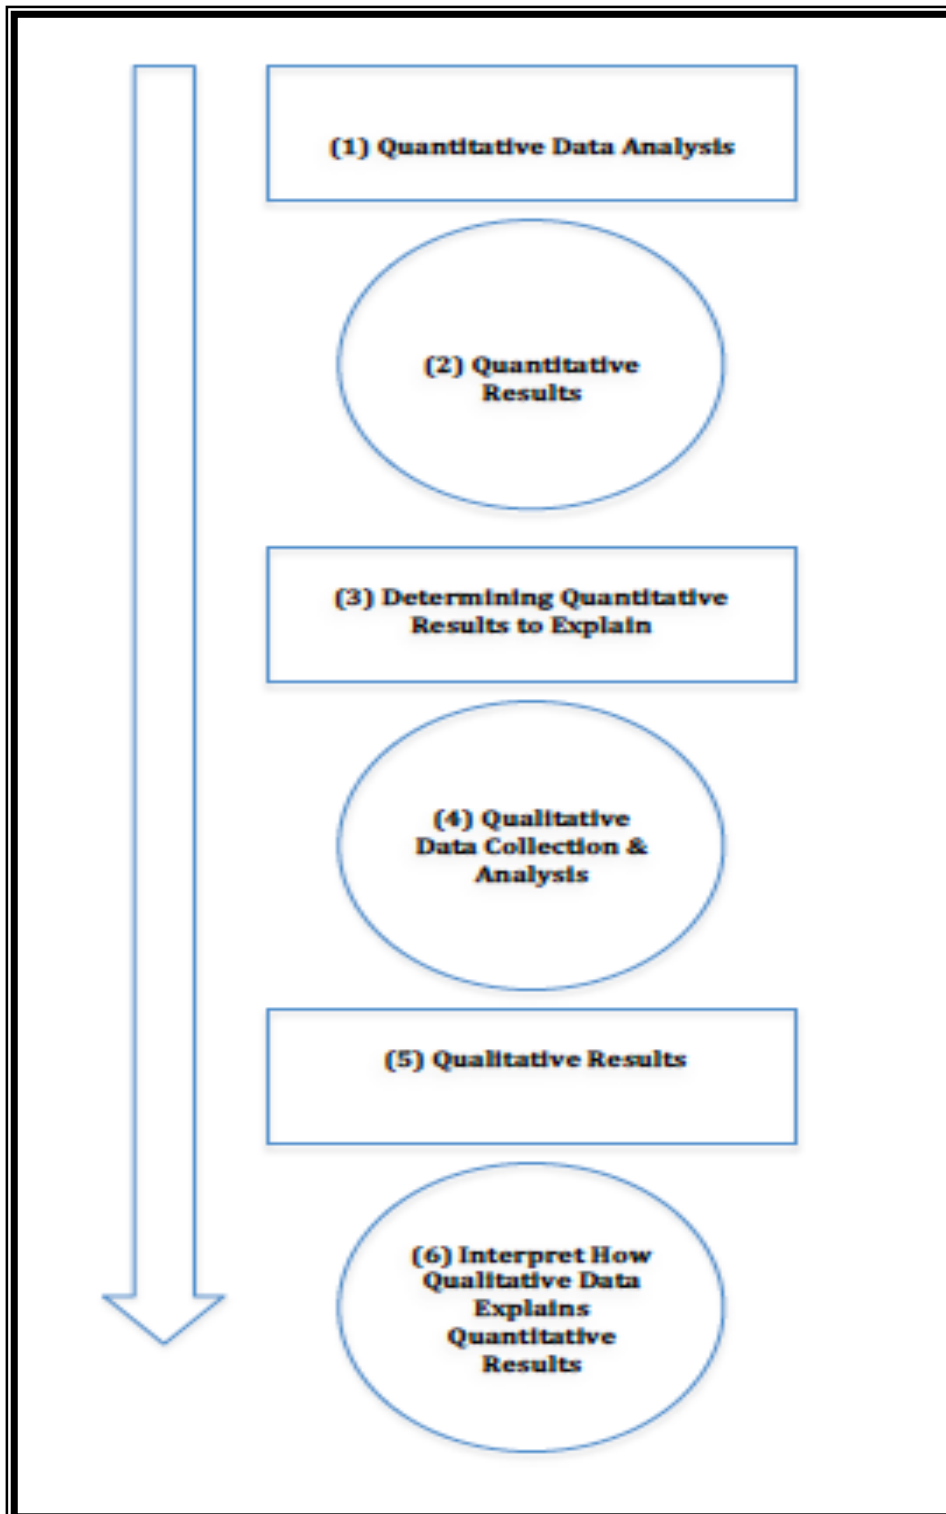 (1) Quantitative Data Analysis
(2) Quantitative
Results
(3) Determining Quantitative
Results to Explain
(4) Qualitative
Data Collection &
Analysis
(5) Qualitative Results
(6) Interpret How
Qualitative Data
Explains
Quantitative
Results